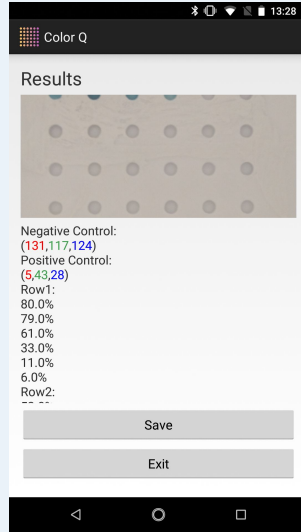 13:28
Color Q
Results
Negative Control:
(131,117,124)
Positive Control:
(5,43,28)
Row1:
80.0%
79.0%
61.0%
33.0%
11.0%
6.0%
Row2:
Save
Exit